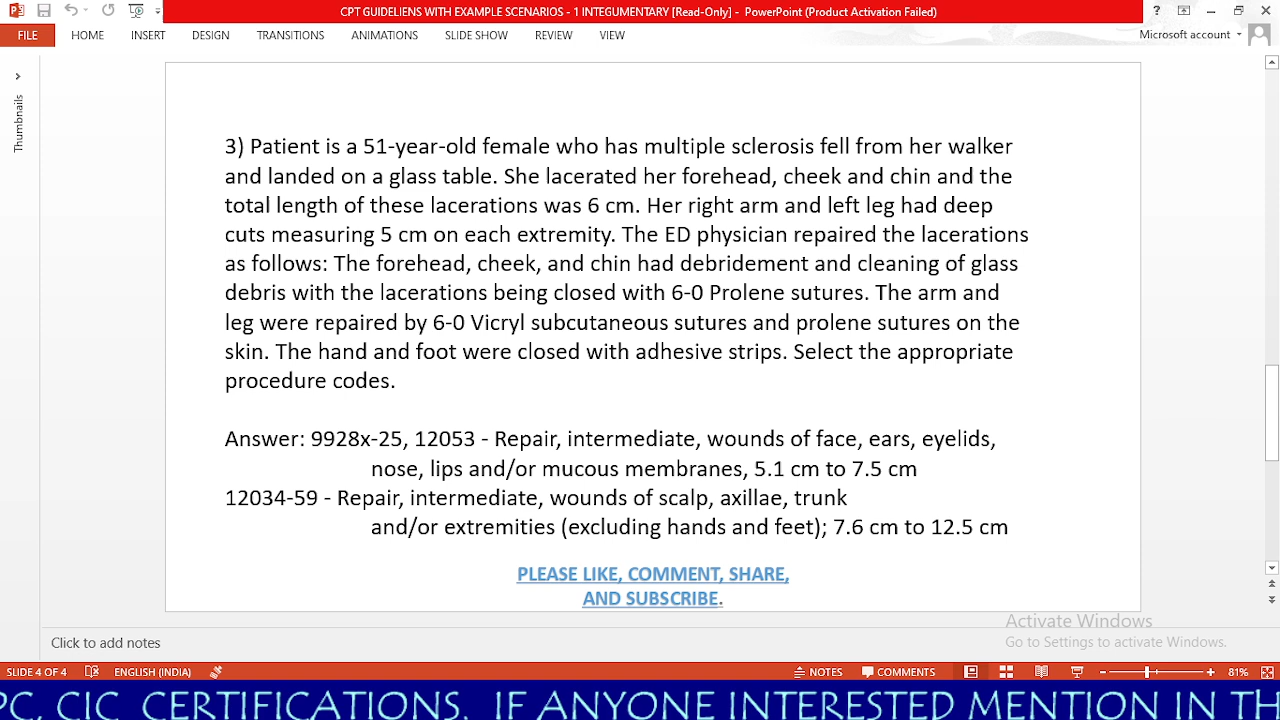 CPT GUIDELIENS WITH EXAMPLE SCENARIOS - 1 INTEGUMENTARY [Read-Only] - PowerPoint (Product Activation Failed)
FILE HOME INSERT DESIGN TRANSITIONS ANIMATIONS SLIDE SHOW REVIEW VIEW Microsoft account
Thumbnails
3) Patient is a 51-year-old female who has multiple sclerosis fell from her walker
and landed on a glass table. She lacerated her forehead, cheek and chin and the
total length of these lacerations was 6 cm. Her right arm and left leg had deep
cuts measuring 5 cm on each extremity. The ED physician repaired the lacerations
as follows: The forehead, cheek, and chin had debridement and cleaning of glass
debris with the lacerations being closed with 6-0 Prolene sutures. The arm and
leg were repaired by 6-0 Vicryl subcutaneous sutures and prolene sutures on the
skin. The hand and foot were closed with adhesive strips. Select the appropriate
procedure codes.
Answer: 9928x-25, 12053 - Repair, intermediate, wounds of face, ears, eyelids,
nose, lips and/or mucous membranes, 5.1 cm to 7.5 cm
12034-59 - Repair, intermediate, wounds of scalp, axillae, trunk
and/or extremities (excluding hands and feet); 7.6 cm to 12.5 cm
PLEASE LIKE, COMMENT, SHARE,
AND SUBSCRIBE.
Activate Windows
Go to Settings to activate Windows.
Click to add notes
SLIDE 4 OF 4 ENGLISH (INDIA) NOTES COMMENTS 81%
PC, CIC CERTIFICATIONS. IF ANYONE INTERESTED MENTION IN TH